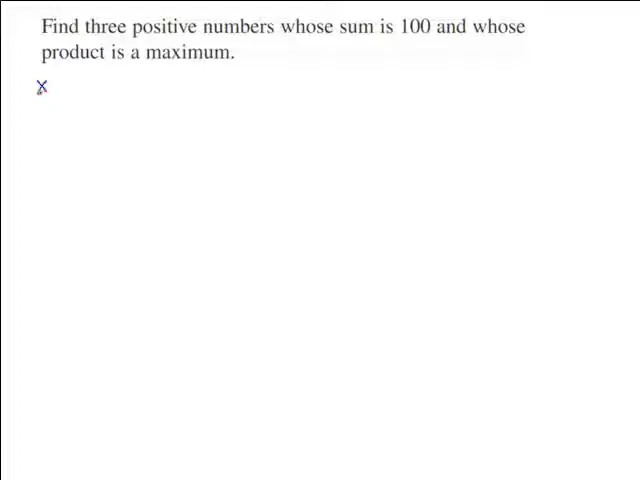 Find three positive numbers whose sum is 100 and whose
product is a maximum.
x